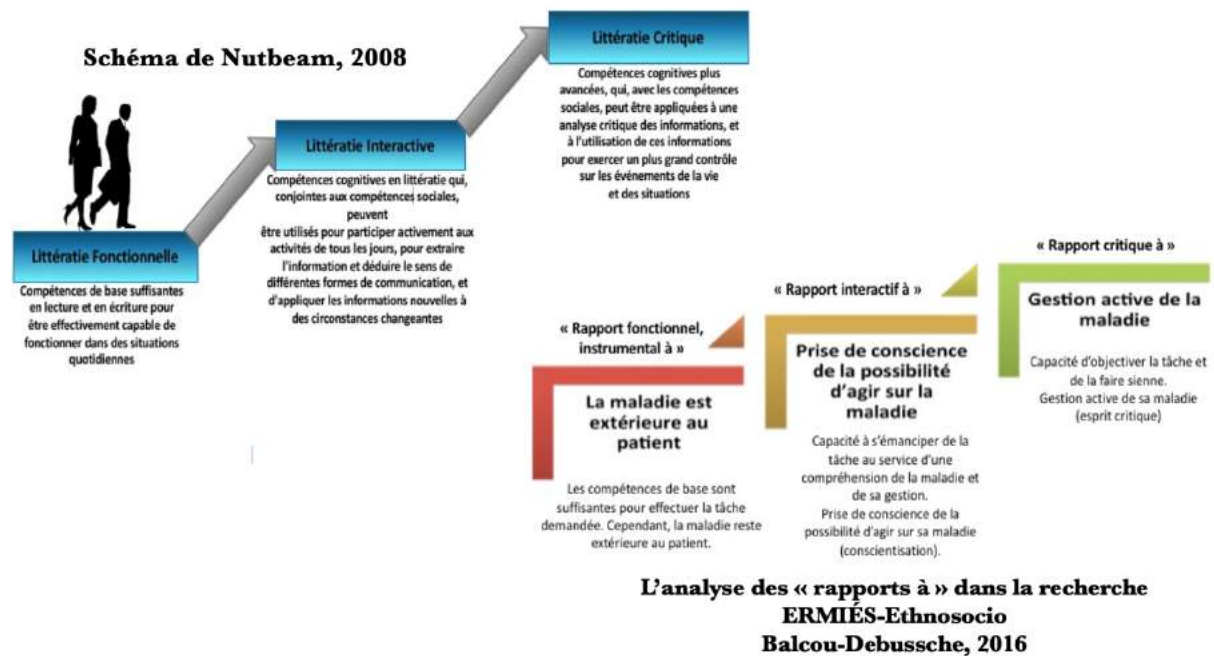 Schéma de Nutbeam, 2008
Littératie Critique
Compétences cognitives plus
avancées, qui, avec les compétences
sociales, peut être appliquées à une
analyse critique des informations, et
à l'utilisation de ces informations
pour exercer un plus grand contrôle
sur les événements de la vie
et des situations
Littératie Interactive
Compétences cognitives en littératie qui,
conjointes aux compétences sociales,
peuvent
être utilisés pour participer activement aux
activités de tous les jours, pour extraire
l'information et déduire le sens de
différentes formes de communication, et
d'appliquer les informations nouvelles à
des circonstances changeantes
Littératie Fonctionnelle
Compétences de base suffisantes
en lecture et en écriture pour
être effectivement capable de
fonctionner dans des situations
quotidiennes
« Rapport fonctionnel,
instrumental à »
La maladie est
extérieure au
patient
Les compétences de base sont
suffisantes pour effectuer la tâche
demandée. Cependant, la maladie reste
extérieure au patient.
« Rapport interactif à »
Prise de conscience
de la possibilité
d'agir sur la
maladie
Capacité à s'émanciper de la
tâche au service d'une
compréhension de la maladie et
de sa gestion.
Prise de conscience de la
possibilité d'agir sur sa maladie
(conscientisation).
« Rapport critique à »
Gestion active de la
maladie
Capacité d'objectiver la tâche et
de la faire sienne.
Gestion active de sa maladie
(esprit critique)
L'analyse des « rapports à » dans la recherche
ERMIÉS-Ethnosocio
Balcou-Debussche, 2016